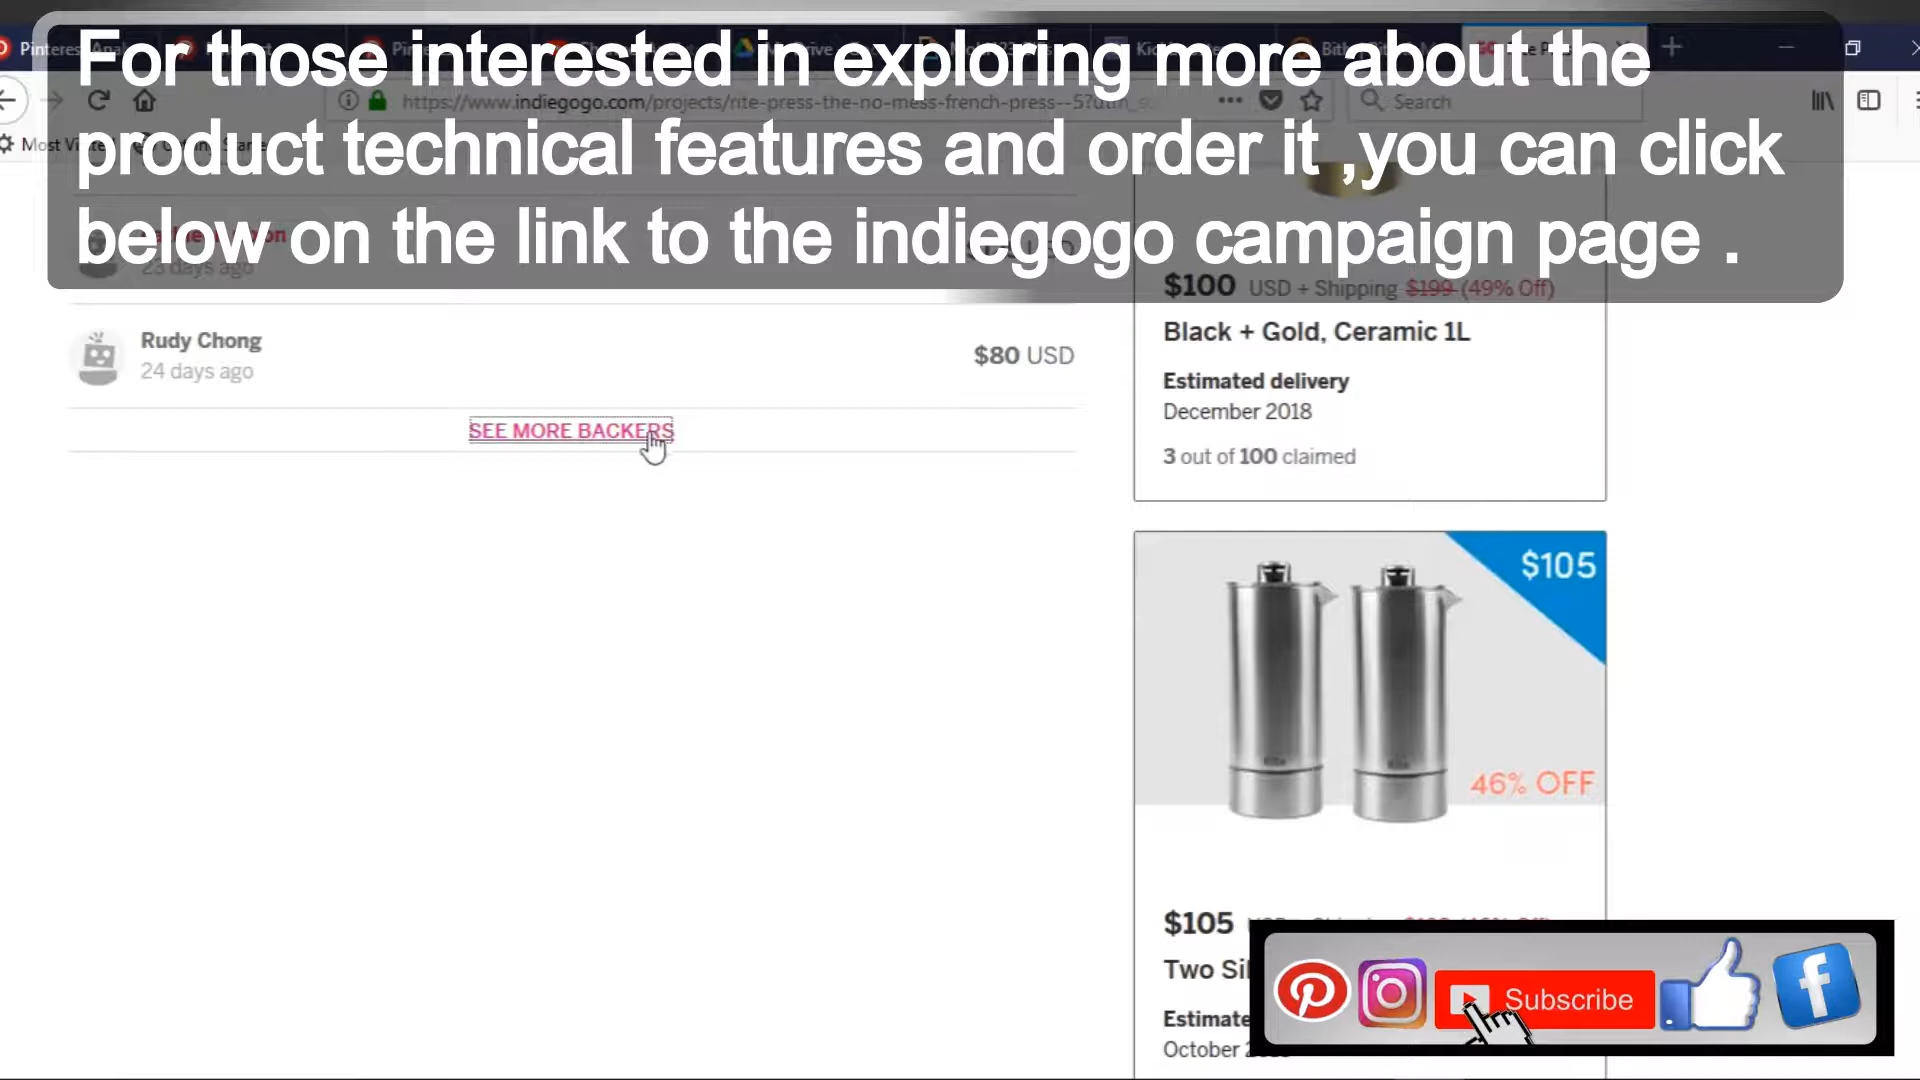 For those interested in exploring more about the
product technical features and order it ,you can click
below on the link to the indiegogo campaign page .
https://www.indiegogo.com/projects/rite-press-the-no-mess-french-press--5?utm_s
Search
Most Visited
23 days ago
Rudy Chong
24 days ago
$80 USD
SEE MORE BACKERS
$100 USD + Shipping $199 (49% Off)
Black + Gold, Ceramic 1L
Estimated delivery
December 2018
3 out of 100 claimed
$105
46% OFF
$105
Two Sil
Estimate
October
Subscribe